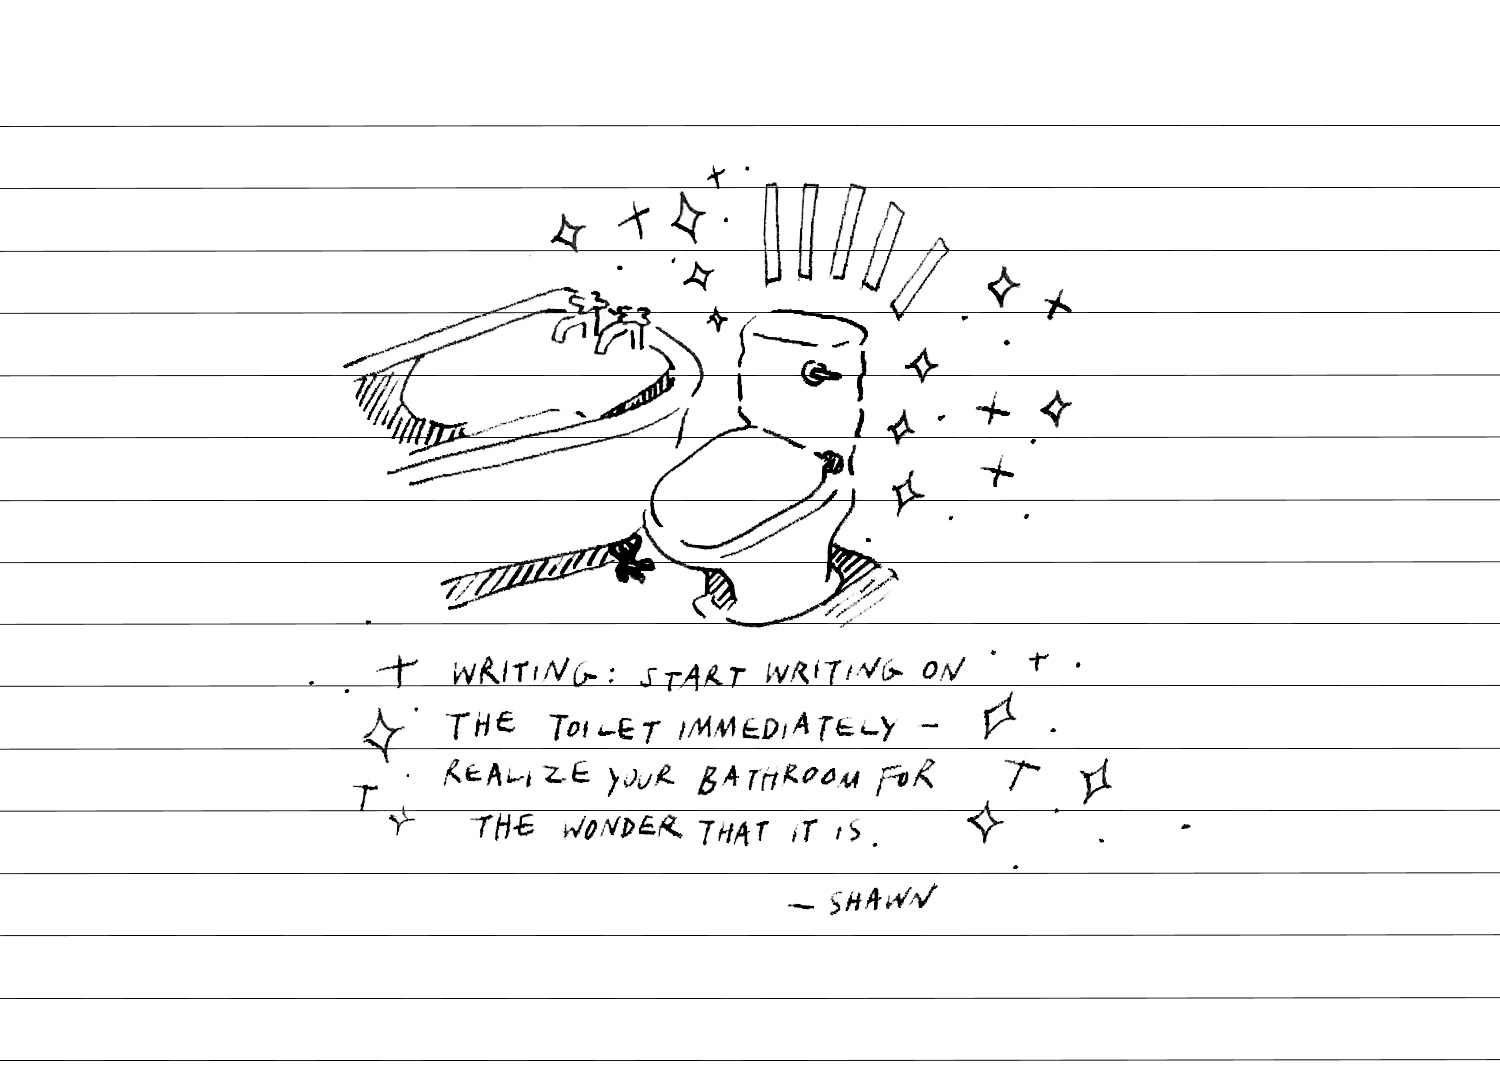 WRITING: START WRITING ON
THE TOILET IMMEDIATELY –
REALIZE YOUR BATHROOM FOR
THE WONDER THAT IT IS.
– SHAWN